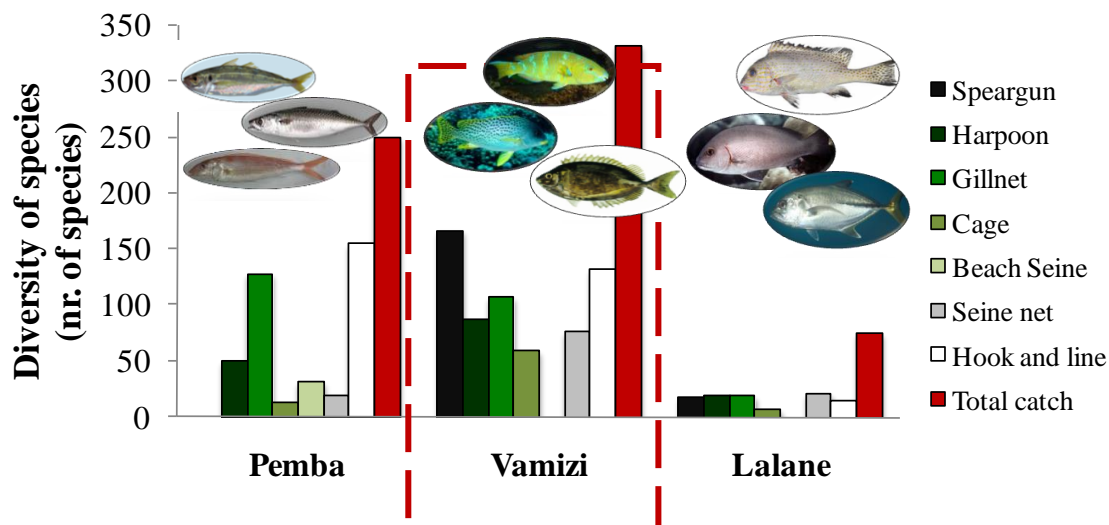 Diversity of species
(nr. of species)
350
300
250
200
150
100
50
0
Pemba
Vamizi
Lalane
Speargun
Harpoon
Gillnet
Cage
Beach Seine
Seine net
Hook and line
Total catch